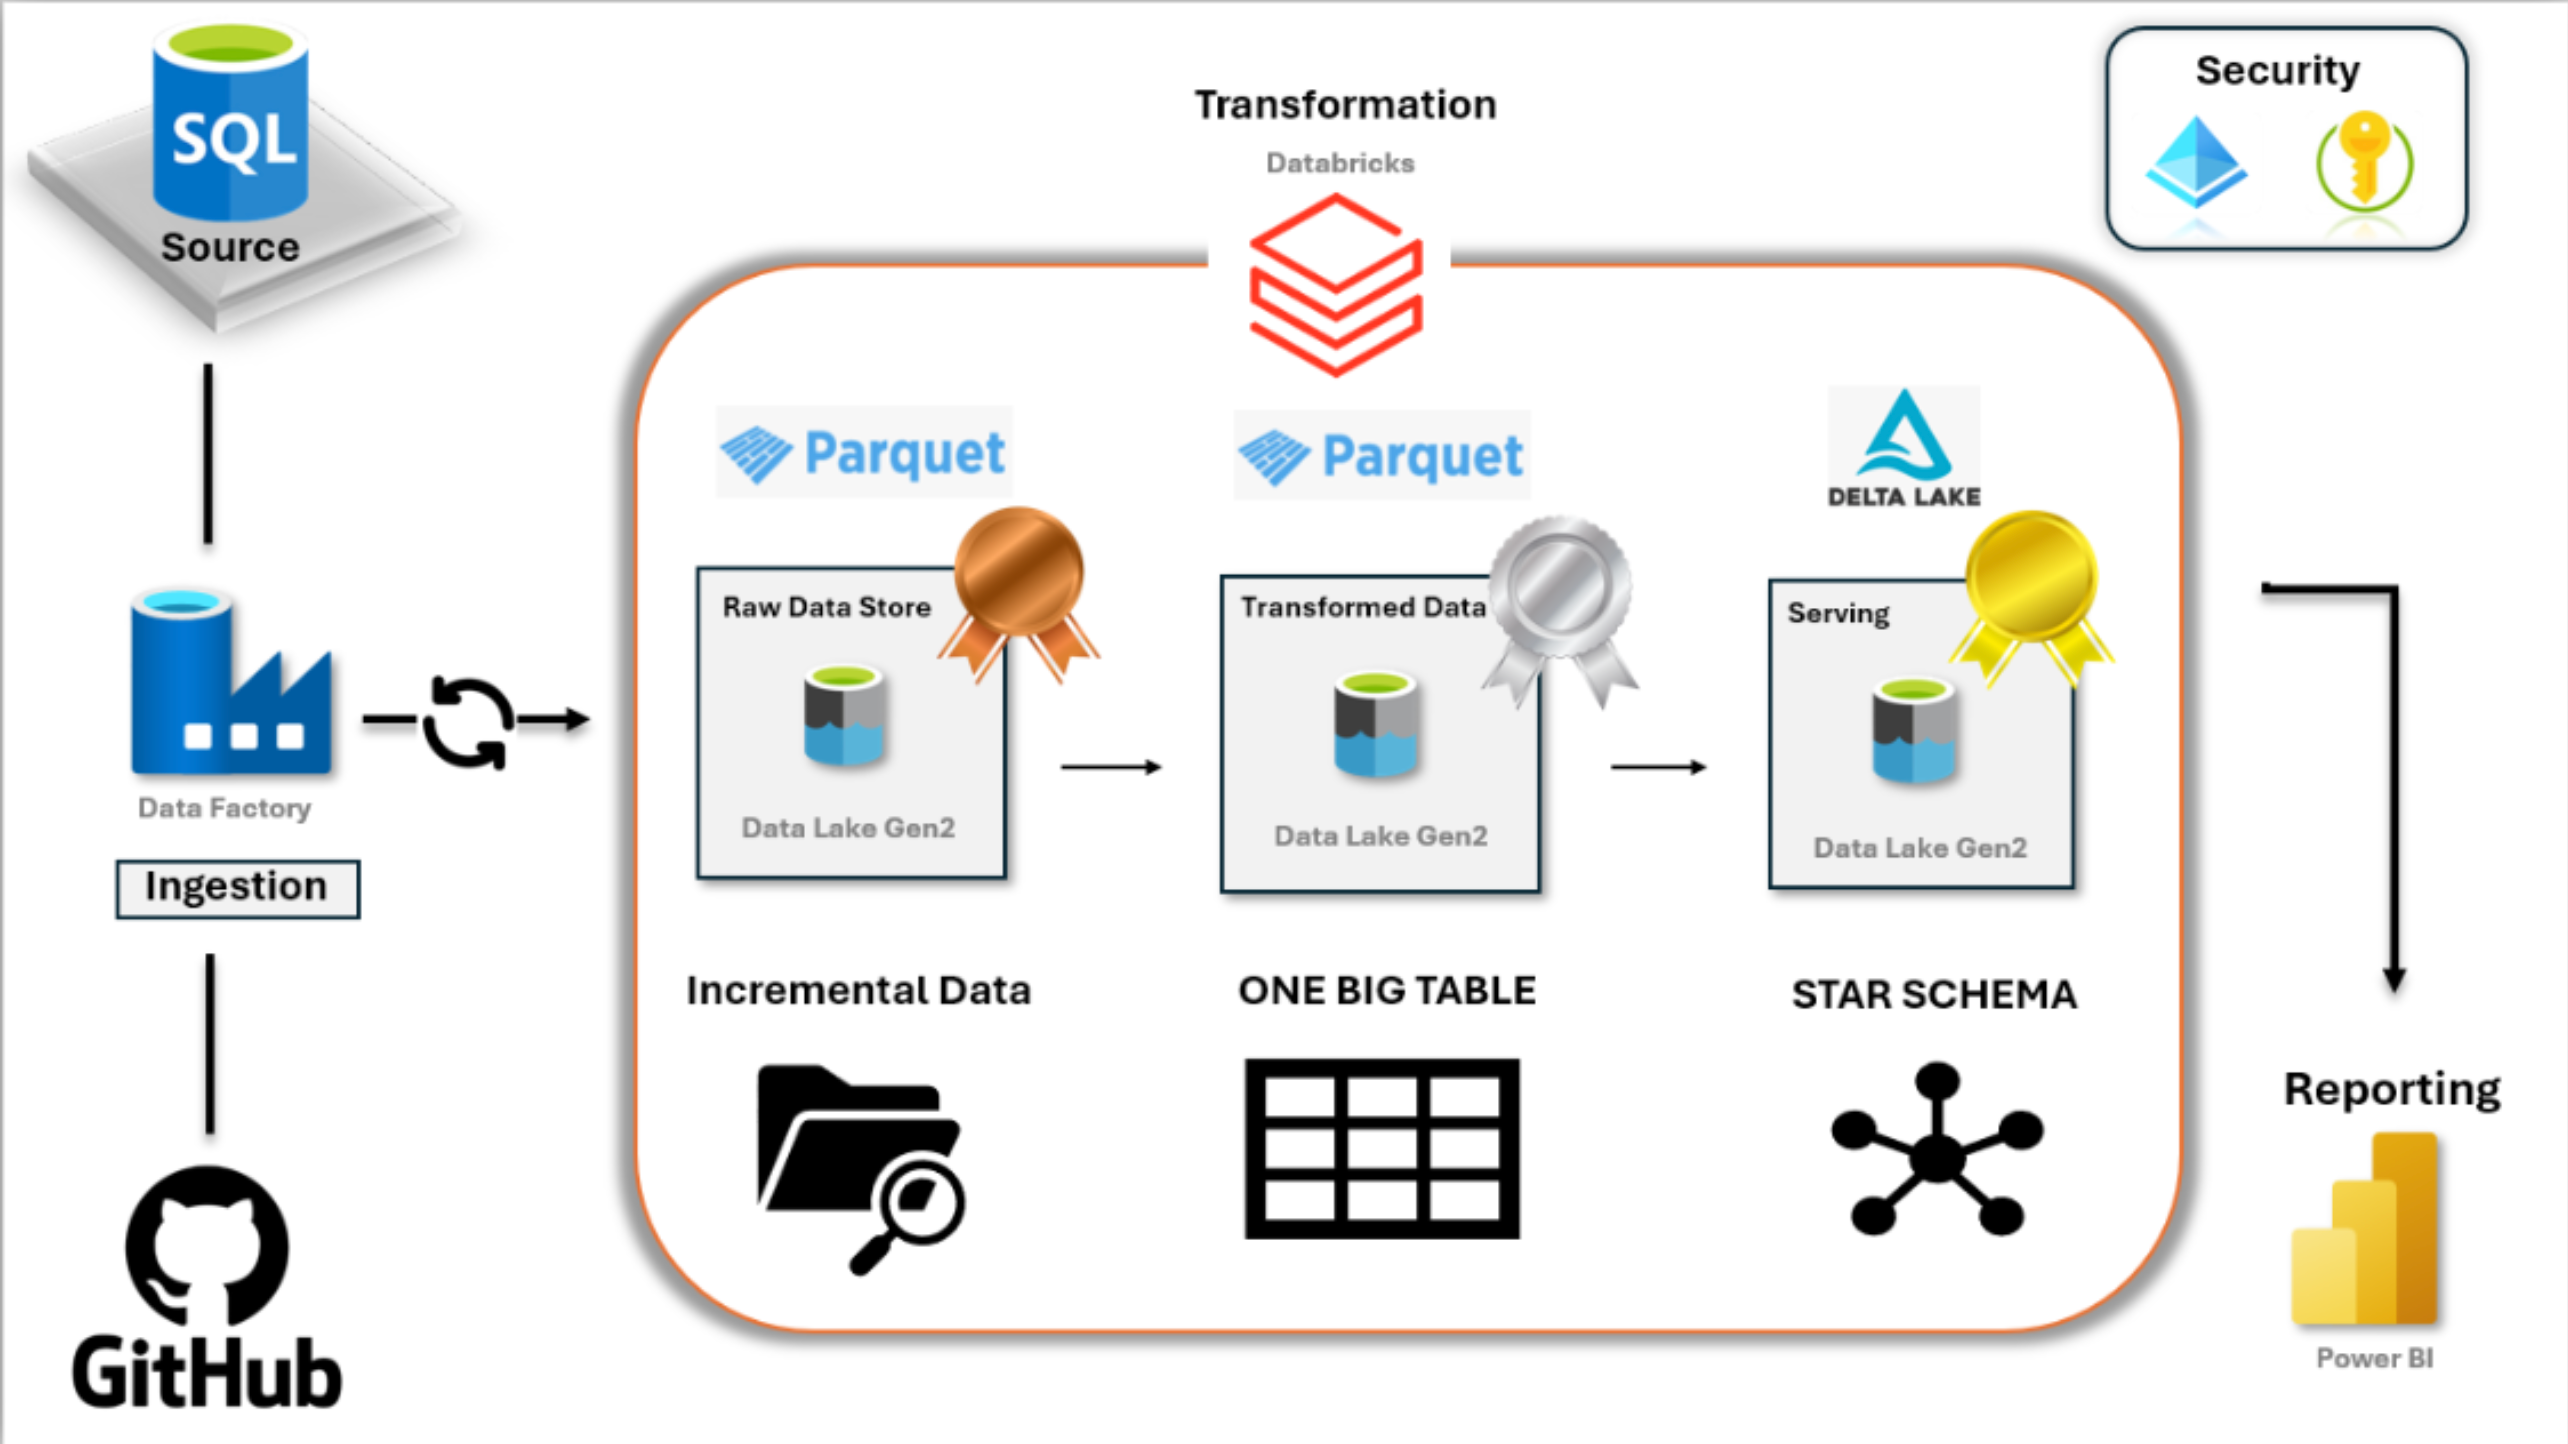 SQL
Source
Data Factory
Ingestion
GitHub
Transformation
Databricks
Parquet
Raw Data Store
Data Lake Gen2
Incremental Data
Parquet
Transformed Data
Data Lake Gen2
ONE BIG TABLE
DELTA LAKE
Serving
Data Lake Gen2
STAR SCHEMA
Security
Reporting
Power BI